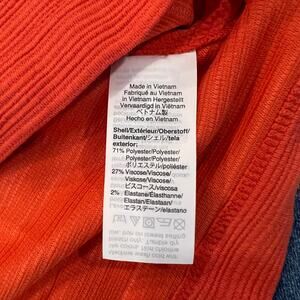 Made in Vietnam
Fabriqué au Vietnam
In Vietnam Hergestellt
Vervaardigd in Viëtnam
ベトナム製
Hecho en Vietnam
Shell/Extérieur/Oberstoff/
Buitenkant/シェル/tela
exterior:
71% Polyester/Polyester/
Polyester/Polyester/
ポリエステル/poliéster
27% Viscose/Viscose/
Viskose/Viscose/
ビスコース/viscosa
2% Elastane/Élasthanne/
Elastan/Elastaan/
エラステーン/elastano